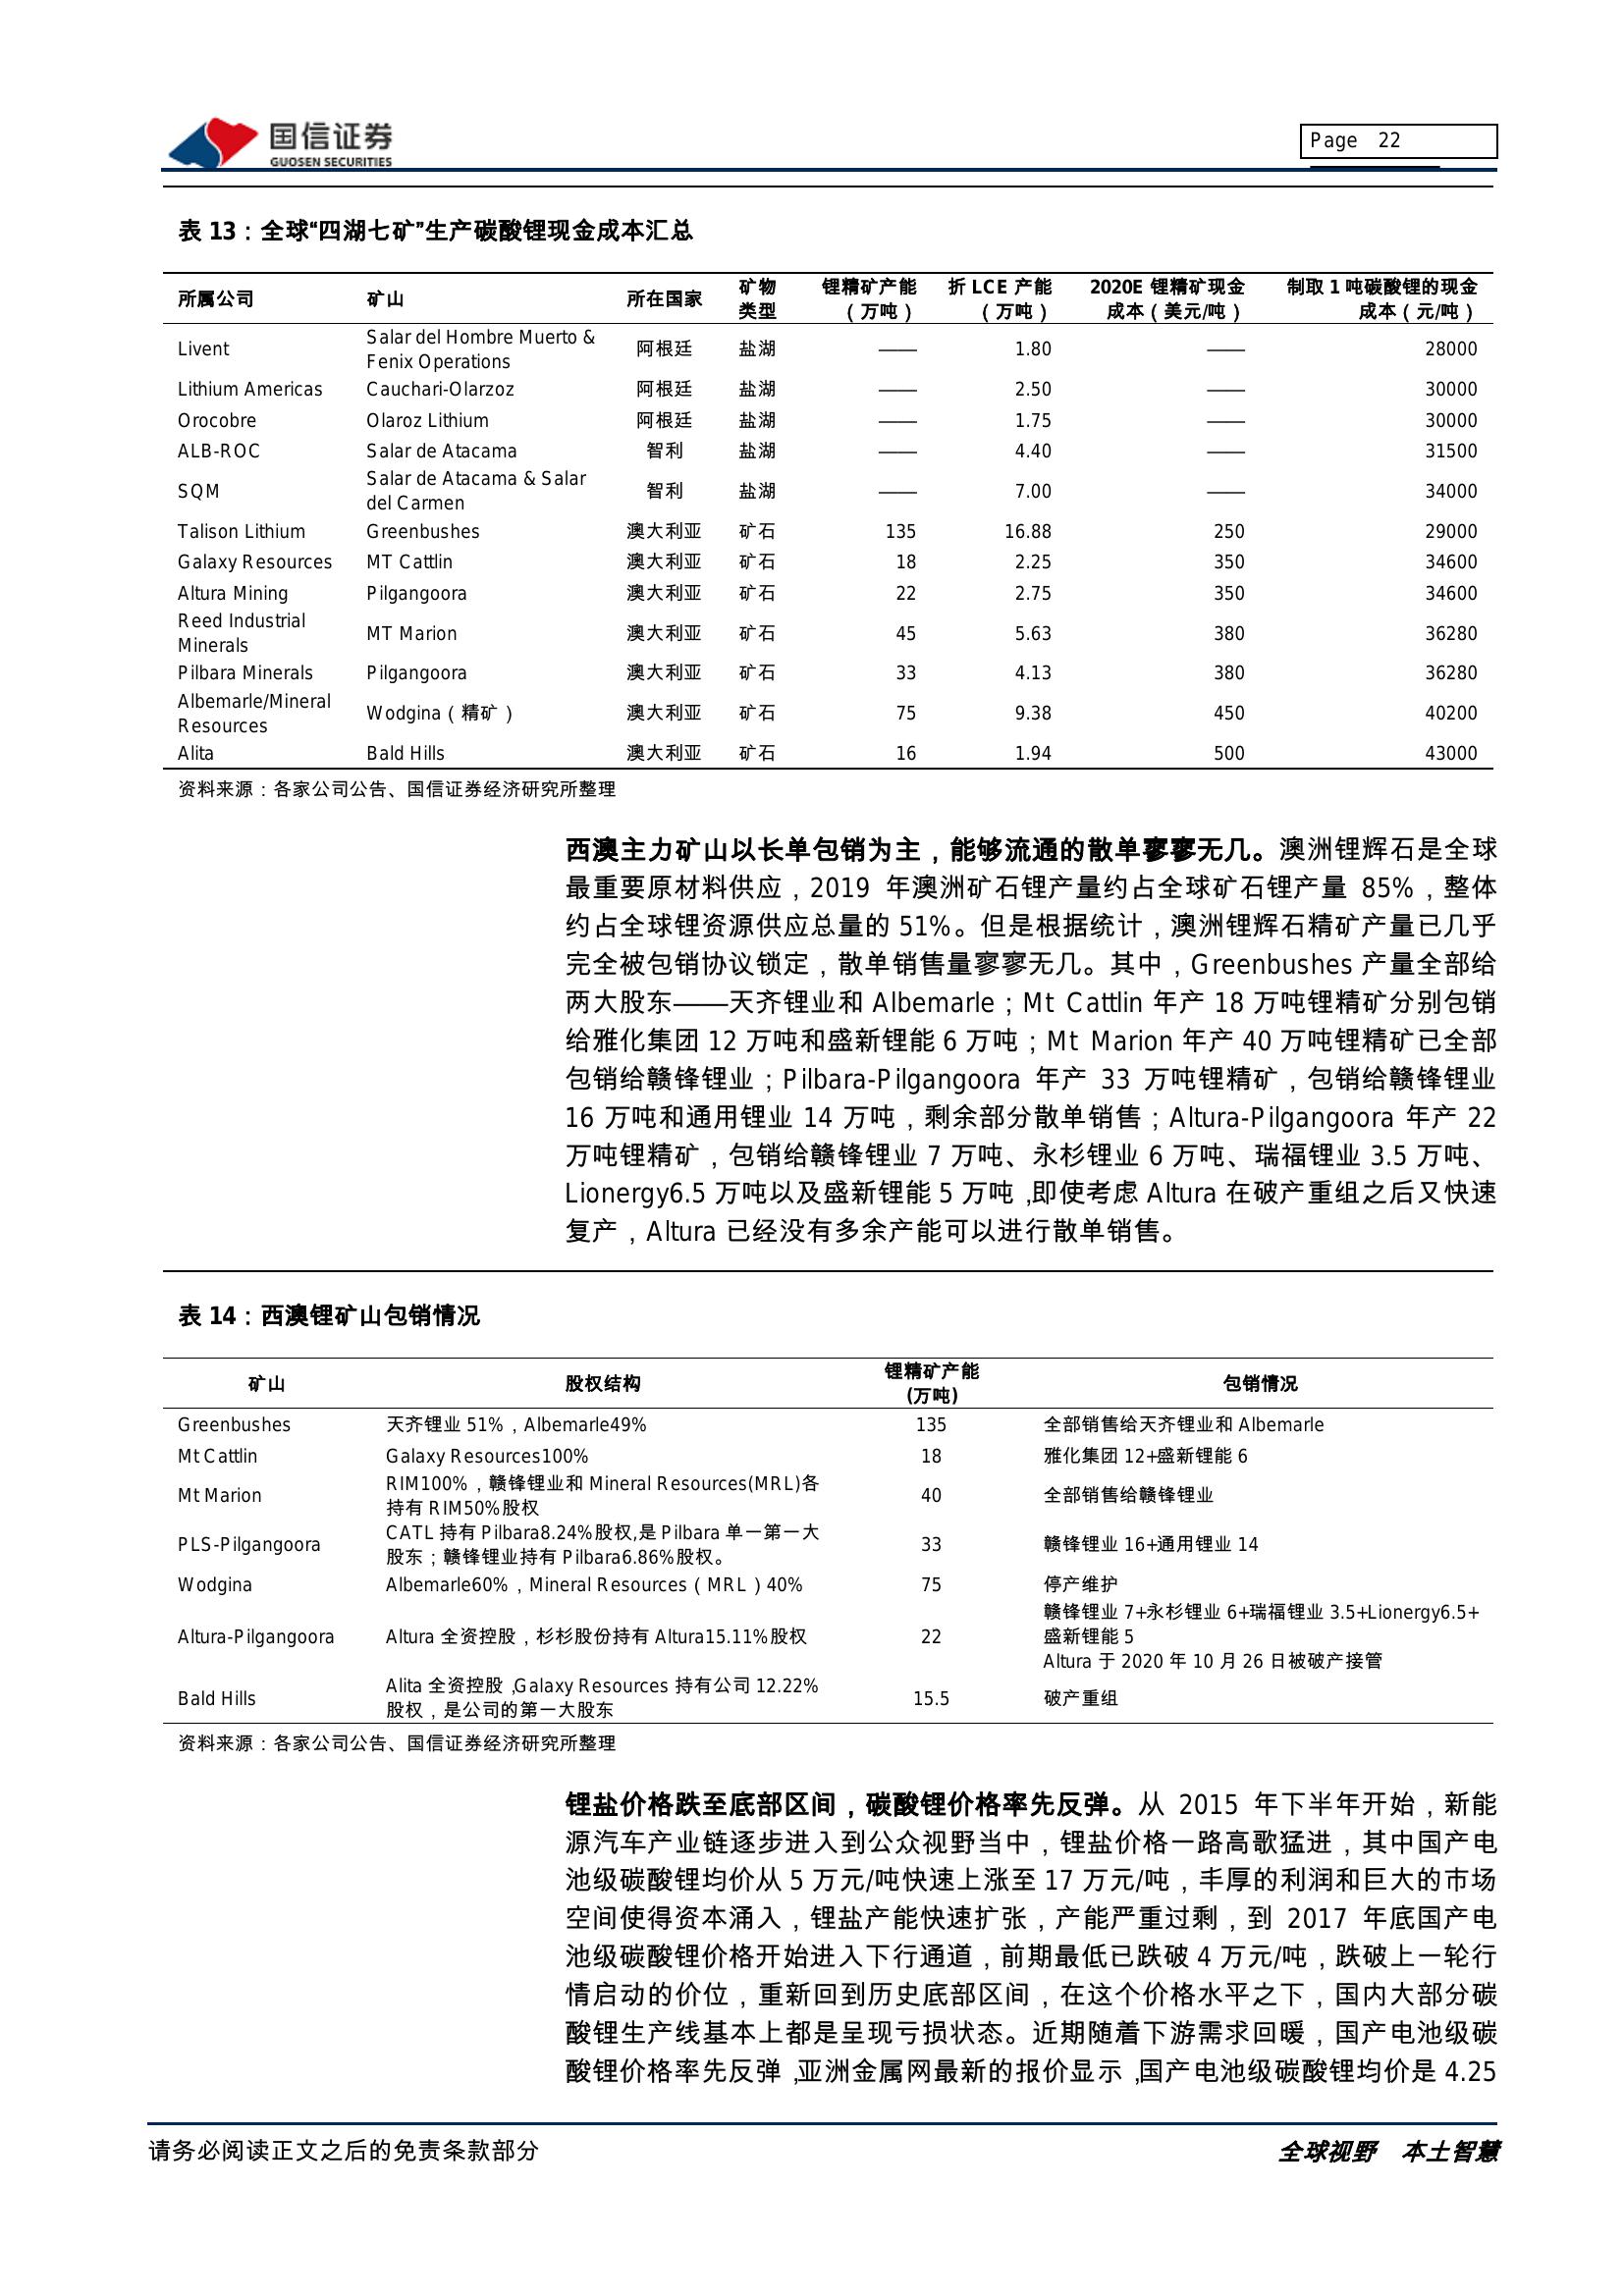 国信证券
GUOSEN SECURITIES
Page 22
表 13：全球“四湖七矿”生产碳酸锂现金成本汇总
所属公司 矿山 所在国家 矿物类型 锂精矿产能（万吨） 折 LCE 产能（万吨） 2020E 锂精矿现金成本（美元/吨） 制取 1 吨碳酸锂的现金成本（元/吨）
Livent Salar del Hombre Muerto & Fenix Operations 阿根廷 盐湖 —— 1.80 —— 28000
Lithium Americas Cauchari-Olarzoz 阿根廷 盐湖 —— 2.50 —— 30000
Orocobre Olaroz Lithium 阿根廷 盐湖 —— 1.75 —— 30000
ALB-ROC Salar de Atacama 智利 盐湖 —— 4.40 —— 31500
SQM Salar de Atacama & Salar del Carmen 智利 盐湖 —— 7.00 —— 34000
Talison Lithium Greenbushes 澳大利亚 矿石 135 16.88 250 29000
Galaxy Resources MT Cattlin 澳大利亚 矿石 18 2.25 350 34600
Altura Mining Pilgangoora 澳大利亚 矿石 22 2.75 350 34600
Reed Industrial Minerals MT Marion 澳大利亚 矿石 45 5.63 380 36280
Pilbara Minerals Pilgangoora 澳大利亚 矿石 33 4.13 380 36280
Albemarle/Mineral Resources Wodgina（精矿） 澳大利亚 矿石 75 9.38 450 40200
Alita Bald Hills 澳大利亚 矿石 16 1.94 500 43000
资料来源：各家公司公告、国信证券经济研究所整理
西澳主力矿山以长单包销为主，能够流通的散单寥寥无几。澳洲锂辉石是全球
最重要原材料供应，2019 年澳洲矿石锂产量约占全球矿石锂产量 85%，整体
约占全球锂资源供应总量的 51%。但是根据统计，澳洲锂辉石精矿产量已几乎
完全被包销协议锁定，散单销售量寥寥无几。其中，Greenbushes 产量全部给
两大股东——天齐锂业和 Albemarle；Mt Cattlin 年产 18 万吨锂精矿分别包销
给雅化集团 12 万吨和盛新锂能 6 万吨；Mt Marion 年产 40 万吨锂精矿已全部
包销给赣锋锂业；Pilbara-Pilgangoora 年产 33 万吨锂精矿，包销给赣锋锂业
16 万吨和通用锂业 14 万吨，剩余部分散单销售；Altura-Pilgangoora 年产 22
万吨锂精矿，包销给赣锋锂业 7 万吨、永杉锂业 6 万吨、瑞福锂业 3.5 万吨、
Lionergy6.5 万吨以及盛新锂能 5 万吨，即使考虑 Altura 在破产重组之后又快速
复产，Altura 已经没有多余产能可以进行散单销售。
表 14：西澳锂矿山包销情况
矿山 股权结构 锂精矿产能(万吨) 包销情况
Greenbushes 天齐锂业 51%，Albemarle49% 135 全部销售给天齐锂业和 Albemarle
Mt Cattlin Galaxy Resources100% 18 雅化集团 12+盛新锂能 6
Mt Marion RIM100%，赣锋锂业和 Mineral Resources(MRL)各持有 RIM50%股权 40 全部销售给赣锋锂业
PLS-Pilgangoora CATL 持有 Pilbara8.24%股权,是 Pilbara 单一第一大股东；赣锋锂业持有 Pilbara6.86%股权。 33 赣锋锂业 16+通用锂业 14
Wodgina Albemarle60%，Mineral Resources（MRL）40% 75 停产维护
Altura-Pilgangoora Altura 全资控股，杉杉股份持有 Altura15.11%股权 22 赣锋锂业 7+永杉锂业 6+瑞福锂业 3.5+Lionergy6.5+
盛新锂能 5
Altura 于 2020 年 10 月 26 日被破产接管
Bald Hills Alita 全资控股，Galaxy Resources 持有公司 12.22%股权，是公司的第一大股东 15.5 破产重组
资料来源：各家公司公告、国信证券经济研究所整理
锂盐价格跌至底部区间，碳酸锂价格率先反弹。从 2015 年下半年开始，新能
源汽车产业链逐步进入到公众视野当中，锂盐价格一路高歌猛进，其中国产电
池级碳酸锂均价从 5 万元/吨快速上涨至 17 万元/吨，丰厚的利润和巨大的市场
空间使得资本涌入，锂盐产能快速扩张，产能严重过剩，到 2017 年底国产电
池级碳酸锂价格开始进入下行通道，前期最低已跌破 4 万元/吨，跌破上一轮行
情启动的价位，重新回到历史底部区间，在这个价格水平之下，国内大部分碳
酸锂生产线基本上都是呈现亏损状态。近期随着下游需求回暖，国产电池级碳
酸锂价格率先反弹，亚洲金属网最新的报价显示，国产电池级碳酸锂均价是 4.25
请务必阅读正文之后的免责条款部分
全球视野 本土智慧